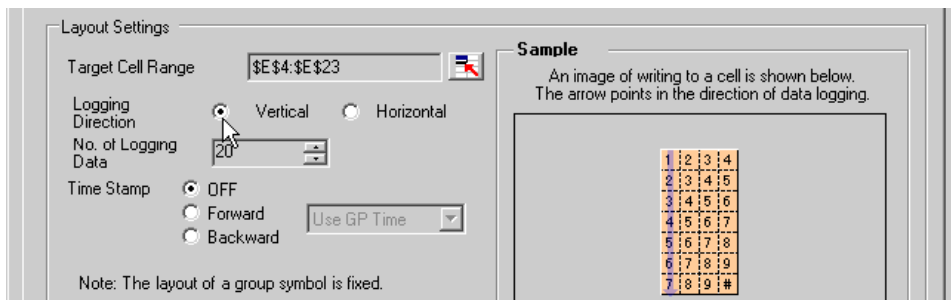 Layout Settings
Target Cell Range $E$4:$E$23
Logging Direction Vertical Horizontal
No. of Logging Data 20
Time Stamp OFF
Forward
Backward
Use GP Time
Note: The layout of a group symbol is fixed.
Sample
An image of writing to a cell is shown below.
The arrow points in the direction of data logging.
1 2 3 4
2 3 4 5
3 4 5 6
4 5 6 7
5 6 7 8
6 7 8 9
7 8 9 #